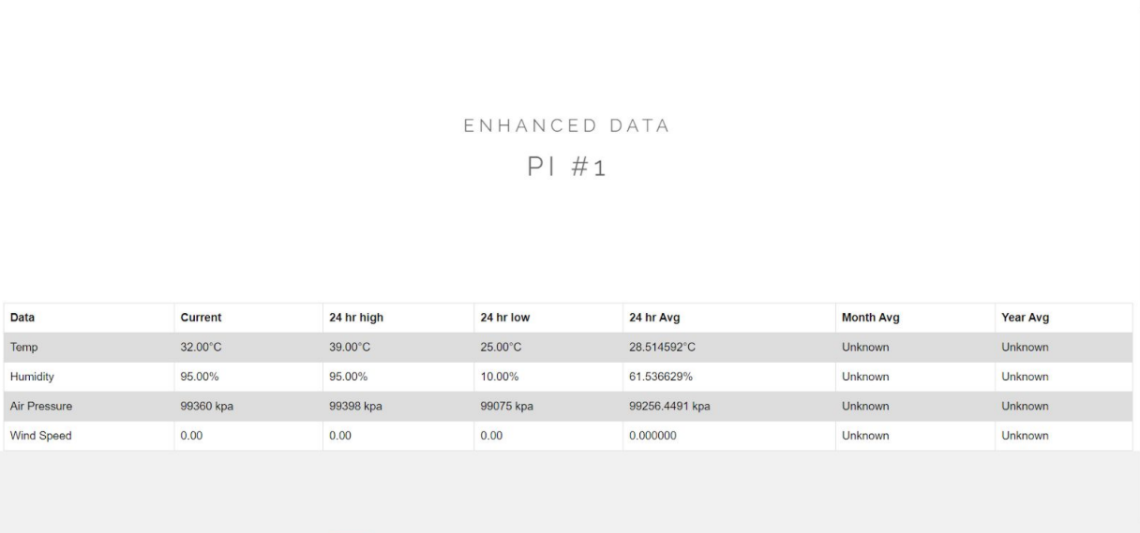 ENHANCED DATA
PI #1
Data Current 24 hr high 24 hr low 24 hr Avg Month Avg Year Avg
Temp 32.00°C 39.00°C 25.00°C 28.514592°C Unknown Unknown
Humidity 95.00% 95.00% 10.00% 61.536629% Unknown Unknown
Air Pressure 99360 kpa 99398 kpa 99075 kpa 99256.4491 kpa Unknown Unknown
Wind Speed 0.00 0.00 0.00 0.000000 Unknown Unknown